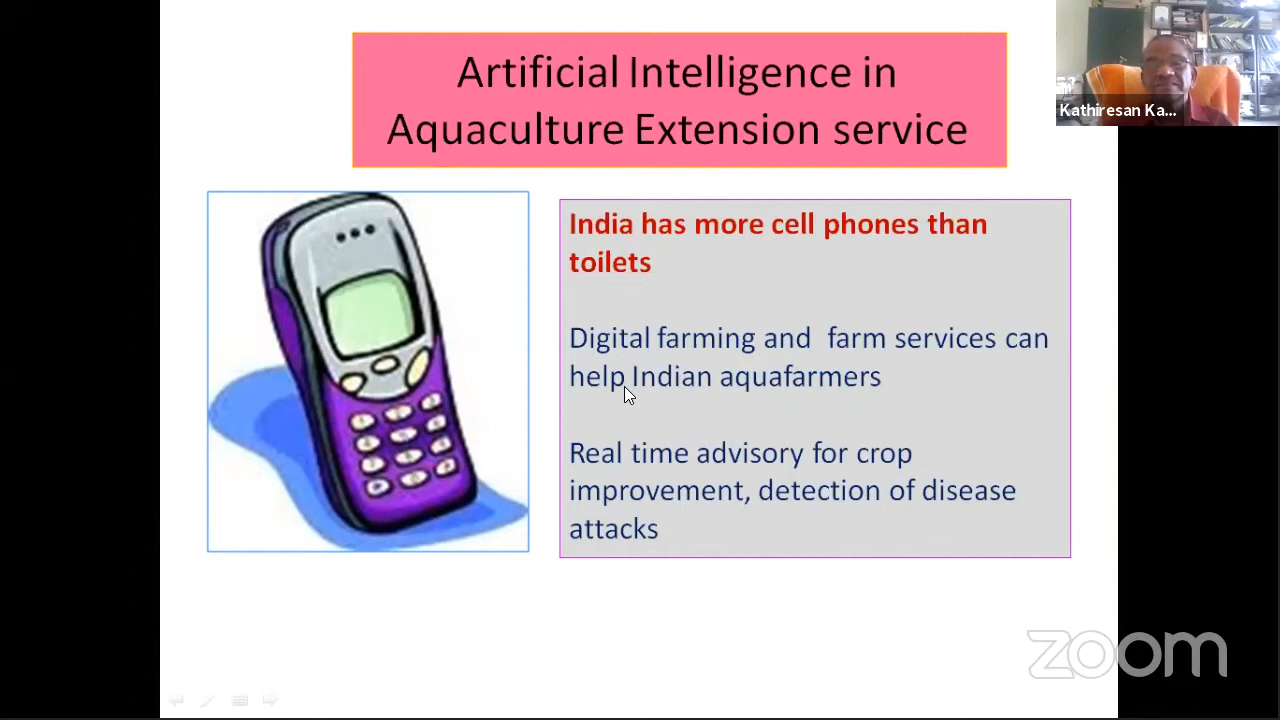 Artificial Intelligence in
Aquaculture Extension service
Kathiresan Ka...
India has more cell phones than
toilets
Digital farming and  farm services can
help Indian aquafarmers
Real time advisory for crop
improvement, detection of disease
attacks
zoom